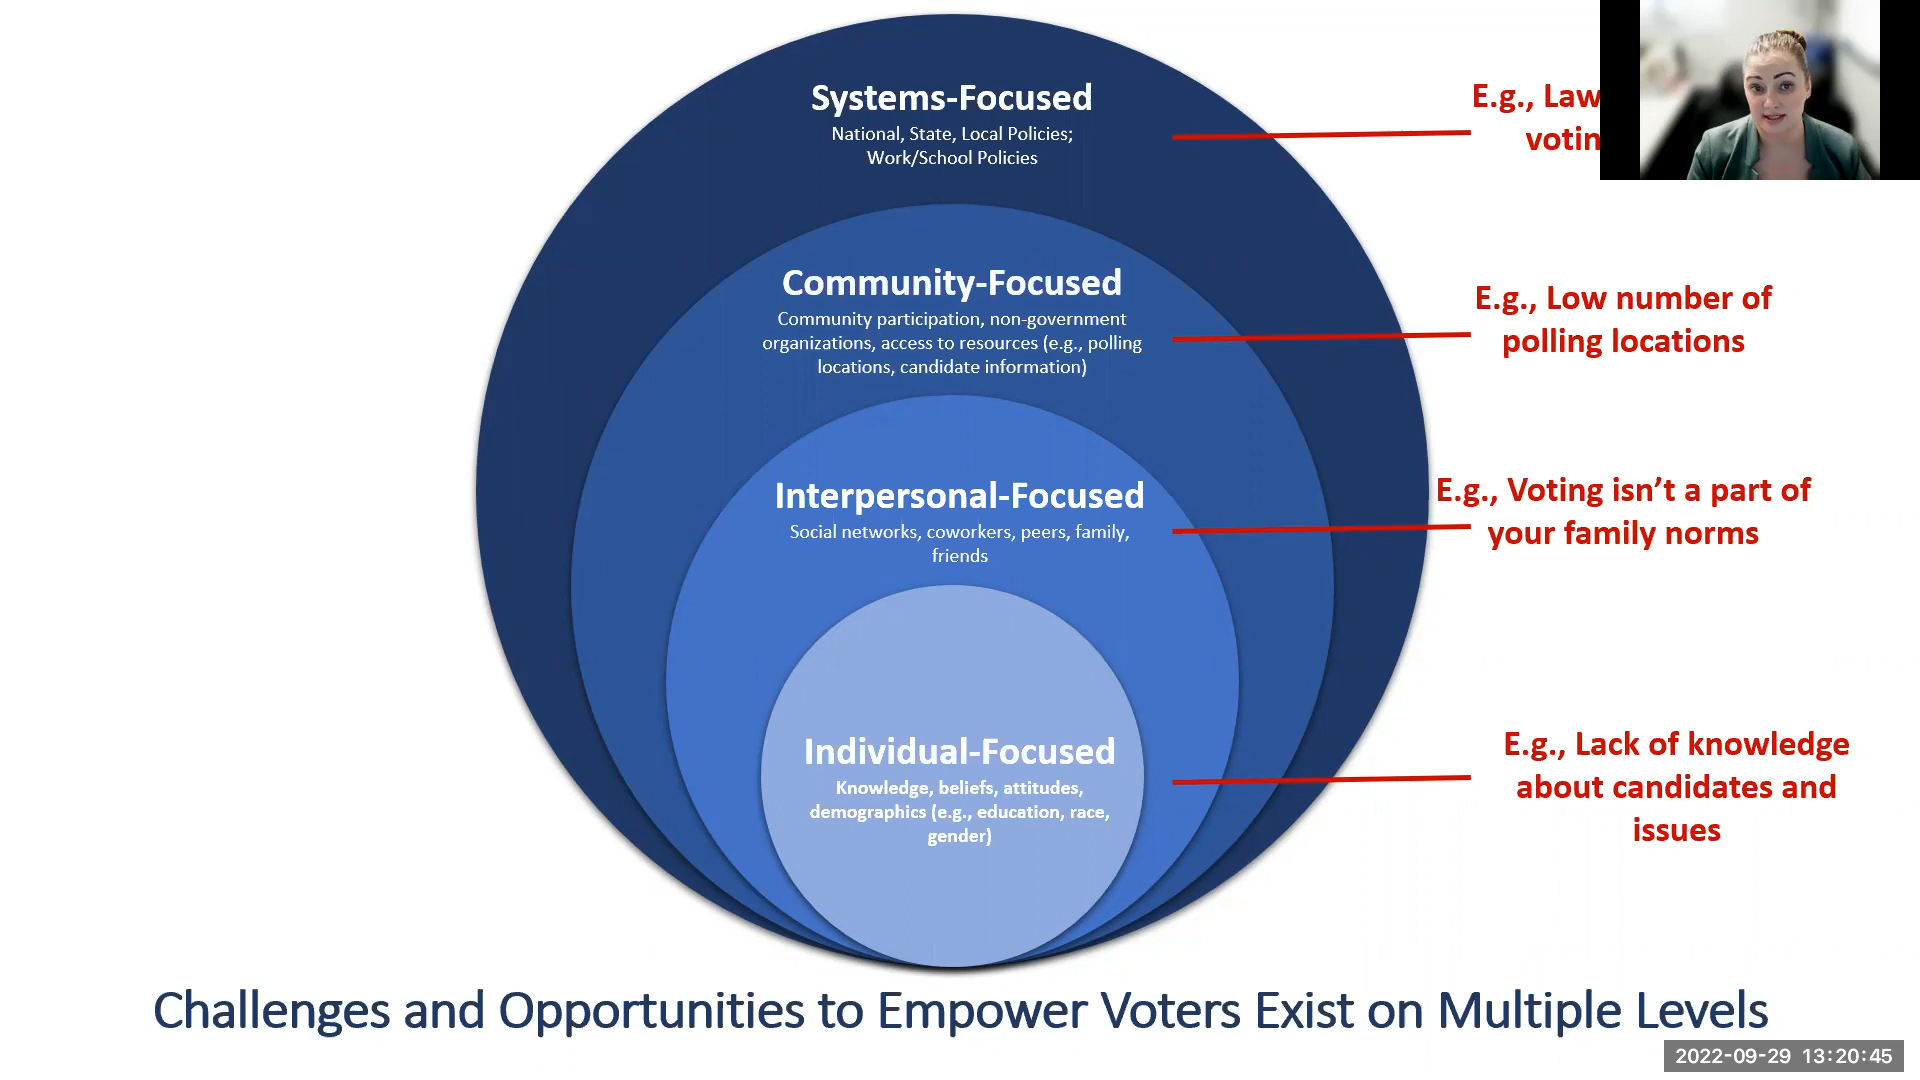 Systems-Focused
National, State, Local Policies;
Work/School Policies
E.g., Law
Community-Focused
Community participation, non-government
organizations, access to resources (e.g., polling
locations, candidate information)
E.g., Low number of
polling locations
Interpersonal-Focused
Social networks, coworkers, peers, family,
friends
E.g., Voting isn’t a part of
your family norms
Individual-Focused
Knowledge, beliefs, attitudes,
demographics (e.g., education, race,
gender)
E.g., Lack of knowledge
about candidates and
issues
Challenges and Opportunities to Empower Voters Exist on Multiple Levels
2022-09-29 13:20:45